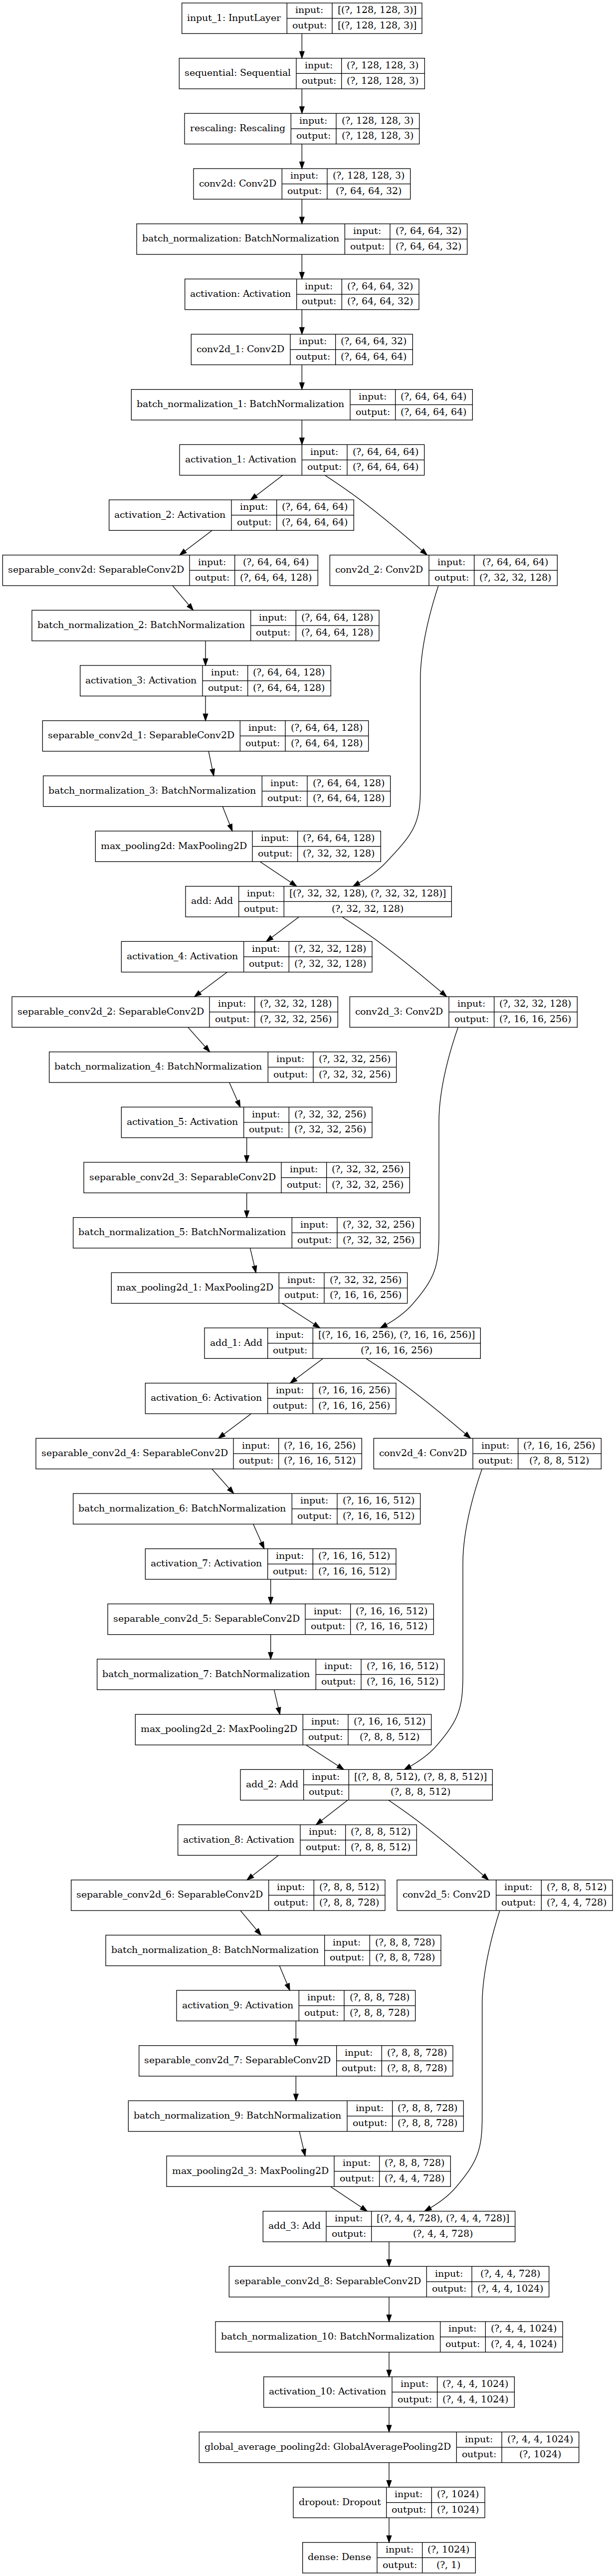 input_1: InputLayer
input: [(?, 128, 128, 3)]
output: [(?, 128, 128, 3)]
sequential: Sequential
input: (?, 128, 128, 3)
output: (?, 128, 128, 3)
rescaling: Rescaling
input: (?, 128, 128, 3)
output: (?, 128, 128, 3)
conv2d: Conv2D
input: (?, 128, 128, 3)
output: (?, 64, 64, 32)
batch_normalization: BatchNormalization
input: (?, 64, 64, 32)
output: (?, 64, 64, 32)
activation: Activation
input: (?, 64, 64, 32)
output: (?, 64, 64, 32)
conv2d_1: Conv2D
input: (?, 64, 64, 32)
output: (?, 64, 64, 64)
batch_normalization_1: BatchNormalization
input: (?, 64, 64, 64)
output: (?, 64, 64, 64)
activation_1: Activation
input: (?, 64, 64, 64)
output: (?, 64, 64, 64)
activation_2: Activation
input: (?, 64, 64, 64)
output: (?, 64, 64, 64)
separable_conv2d: SeparableConv2D
input: (?, 64, 64, 64)
output: (?, 64, 64, 128)
conv2d_2: Conv2D
input: (?, 64, 64, 64)
output: (?, 32, 32, 128)
batch_normalization_2: BatchNormalization
input: (?, 64, 64, 128)
output: (?, 64, 64, 128)
activation_3: Activation
input: (?, 64, 64, 128)
output: (?, 64, 64, 128)
separable_conv2d_1: SeparableConv2D
input: (?, 64, 64, 128)
output: (?, 64, 64, 128)
batch_normalization_3: BatchNormalization
input: (?, 64, 64, 128)
output: (?, 64, 64, 128)
max_pooling2d: MaxPooling2D
input: (?, 64, 64, 128)
output: (?, 32, 32, 128)
add: Add
input: [(?, 32, 32, 128), (?, 32, 32, 128)]
output: (?, 32, 32, 128)
activation_4: Activation
input: (?, 32, 32, 128)
output: (?, 32, 32, 128)
separable_conv2d_2: SeparableConv2D
input: (?, 32, 32, 128)
output: (?, 32, 32, 256)
conv2d_3: Conv2D
input: (?, 32, 32, 128)
output: (?, 16, 16, 256)
batch_normalization_4: BatchNormalization
input: (?, 32, 32, 256)
output: (?, 32, 32, 256)
activation_5: Activation
input: (?, 32, 32, 256)
output: (?, 32, 32, 256)
separable_conv2d_3: SeparableConv2D
input: (?, 32, 32, 256)
output: (?, 32, 32, 256)
batch_normalization_5: BatchNormalization
input: (?, 32, 32, 256)
output: (?, 32, 32, 256)
max_pooling2d_1: MaxPooling2D
input: (?, 32, 32, 256)
output: (?, 16, 16, 256)
add_1: Add
input: [(?, 16, 16, 256), (?, 16, 16, 256)]
output: (?, 16, 16, 256)
activation_6: Activation
input: (?, 16, 16, 256)
output: (?, 16, 16, 256)
separable_conv2d_4: SeparableConv2D
input: (?, 16, 16, 256)
output: (?, 16, 16, 512)
conv2d_4: Conv2D
input: (?, 16, 16, 256)
output: (?, 8, 8, 512)
batch_normalization_6: BatchNormalization
input: (?, 16, 16, 512)
output: (?, 16, 16, 512)
activation_7: Activation
input: (?, 16, 16, 512)
output: (?, 16, 16, 512)
separable_conv2d_5: SeparableConv2D
input: (?, 16, 16, 512)
output: (?, 16, 16, 512)
batch_normalization_7: BatchNormalization
input: (?, 16, 16, 512)
output: (?, 16, 16, 512)
max_pooling2d_2: MaxPooling2D
input: (?, 16, 16, 512)
output: (?, 8, 8, 512)
add_2: Add
input: [(?, 8, 8, 512), (?, 8, 8, 512)]
output: (?, 8, 8, 512)
activation_8: Activation
input: (?, 8, 8, 512)
output: (?, 8, 8, 512)
separable_conv2d_6: SeparableConv2D
input: (?, 8, 8, 512)
output: (?, 8, 8, 728)
conv2d_5: Conv2D
input: (?, 8, 8, 512)
output: (?, 4, 4, 728)
batch_normalization_8: BatchNormalization
input: (?, 8, 8, 728)
output: (?, 8, 8, 728)
activation_9: Activation
input: (?, 8, 8, 728)
output: (?, 8, 8, 728)
separable_conv2d_7: SeparableConv2D
input: (?, 8, 8, 728)
output: (?, 8, 8, 728)
batch_normalization_9: BatchNormalization
input: (?, 8, 8, 728)
output: (?, 8, 8, 728)
max_pooling2d_3: MaxPooling2D
input: (?, 8, 8, 728)
output: (?, 4, 4, 728)
add_3: Add
input: [(?, 4, 4, 728), (?, 4, 4, 728)]
output: (?, 4, 4, 728)
separable_conv2d_8: SeparableConv2D
input: (?, 4, 4, 728)
output: (?, 4, 4, 1024)
batch_normalization_10: BatchNormalization
input: (?, 4, 4, 1024)
output: (?, 4, 4, 1024)
activation_10: Activation
input: (?, 4, 4, 1024)
output: (?, 4, 4, 1024)
global_average_pooling2d: GlobalAveragePooling2D
input: (?, 4, 4, 1024)
output: (?, 1024)
dropout: Dropout
input: (?, 1024)
output: (?, 1024)
dense: Dense
input: (?, 1024)
output: (?, 1)